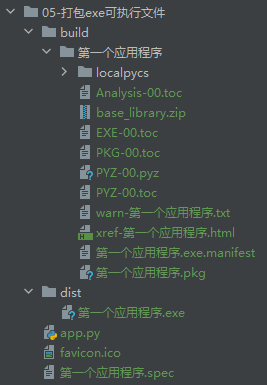 05-打包exe可执行文件
build
第一个应用程序
localpycs
Analysis-00.toc
base_library.zip
EXE-00.toc
PKG-00.toc
PYZ-00.pyz
PYZ-00.toc
warn-第一个应用程序.txt
xref-第一个应用程序.html
第一个应用程序.exe.manifest
第一个应用程序.pkg
dist
第一个应用程序.exe
app.py
favicon.ico
第一个应用程序.spec